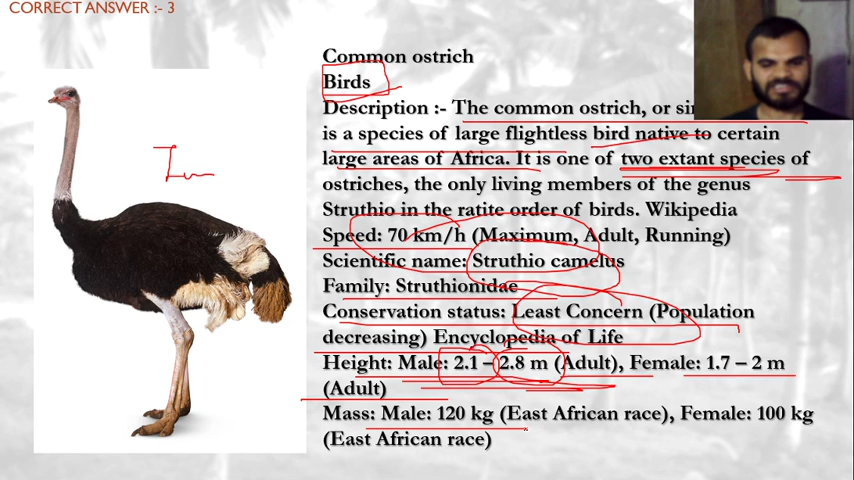 CORRECT ANSWER :- 3
Common ostrich
Birds
Description :- The common ostrich, or
is a species of large flightless bird native to certain
large areas of Africa. It is one of two extant species of
ostriches, the only living members of the genus
Struthio in the ratite order of birds. Wikipedia
Speed: 70 km/h (Maximum, Adult, Running)
Scientific name: Struthio camelus
Family: Struthionidae
Conservation status: Least Concern (Population
decreasing) Encyclopedia of Life
Height: Male: 2.1 – 2.8 m (Adult), Female: 1.7 – 2 m
(Adult)
Mass: Male: 120 kg (East African race), Female: 100 kg
(East African race)